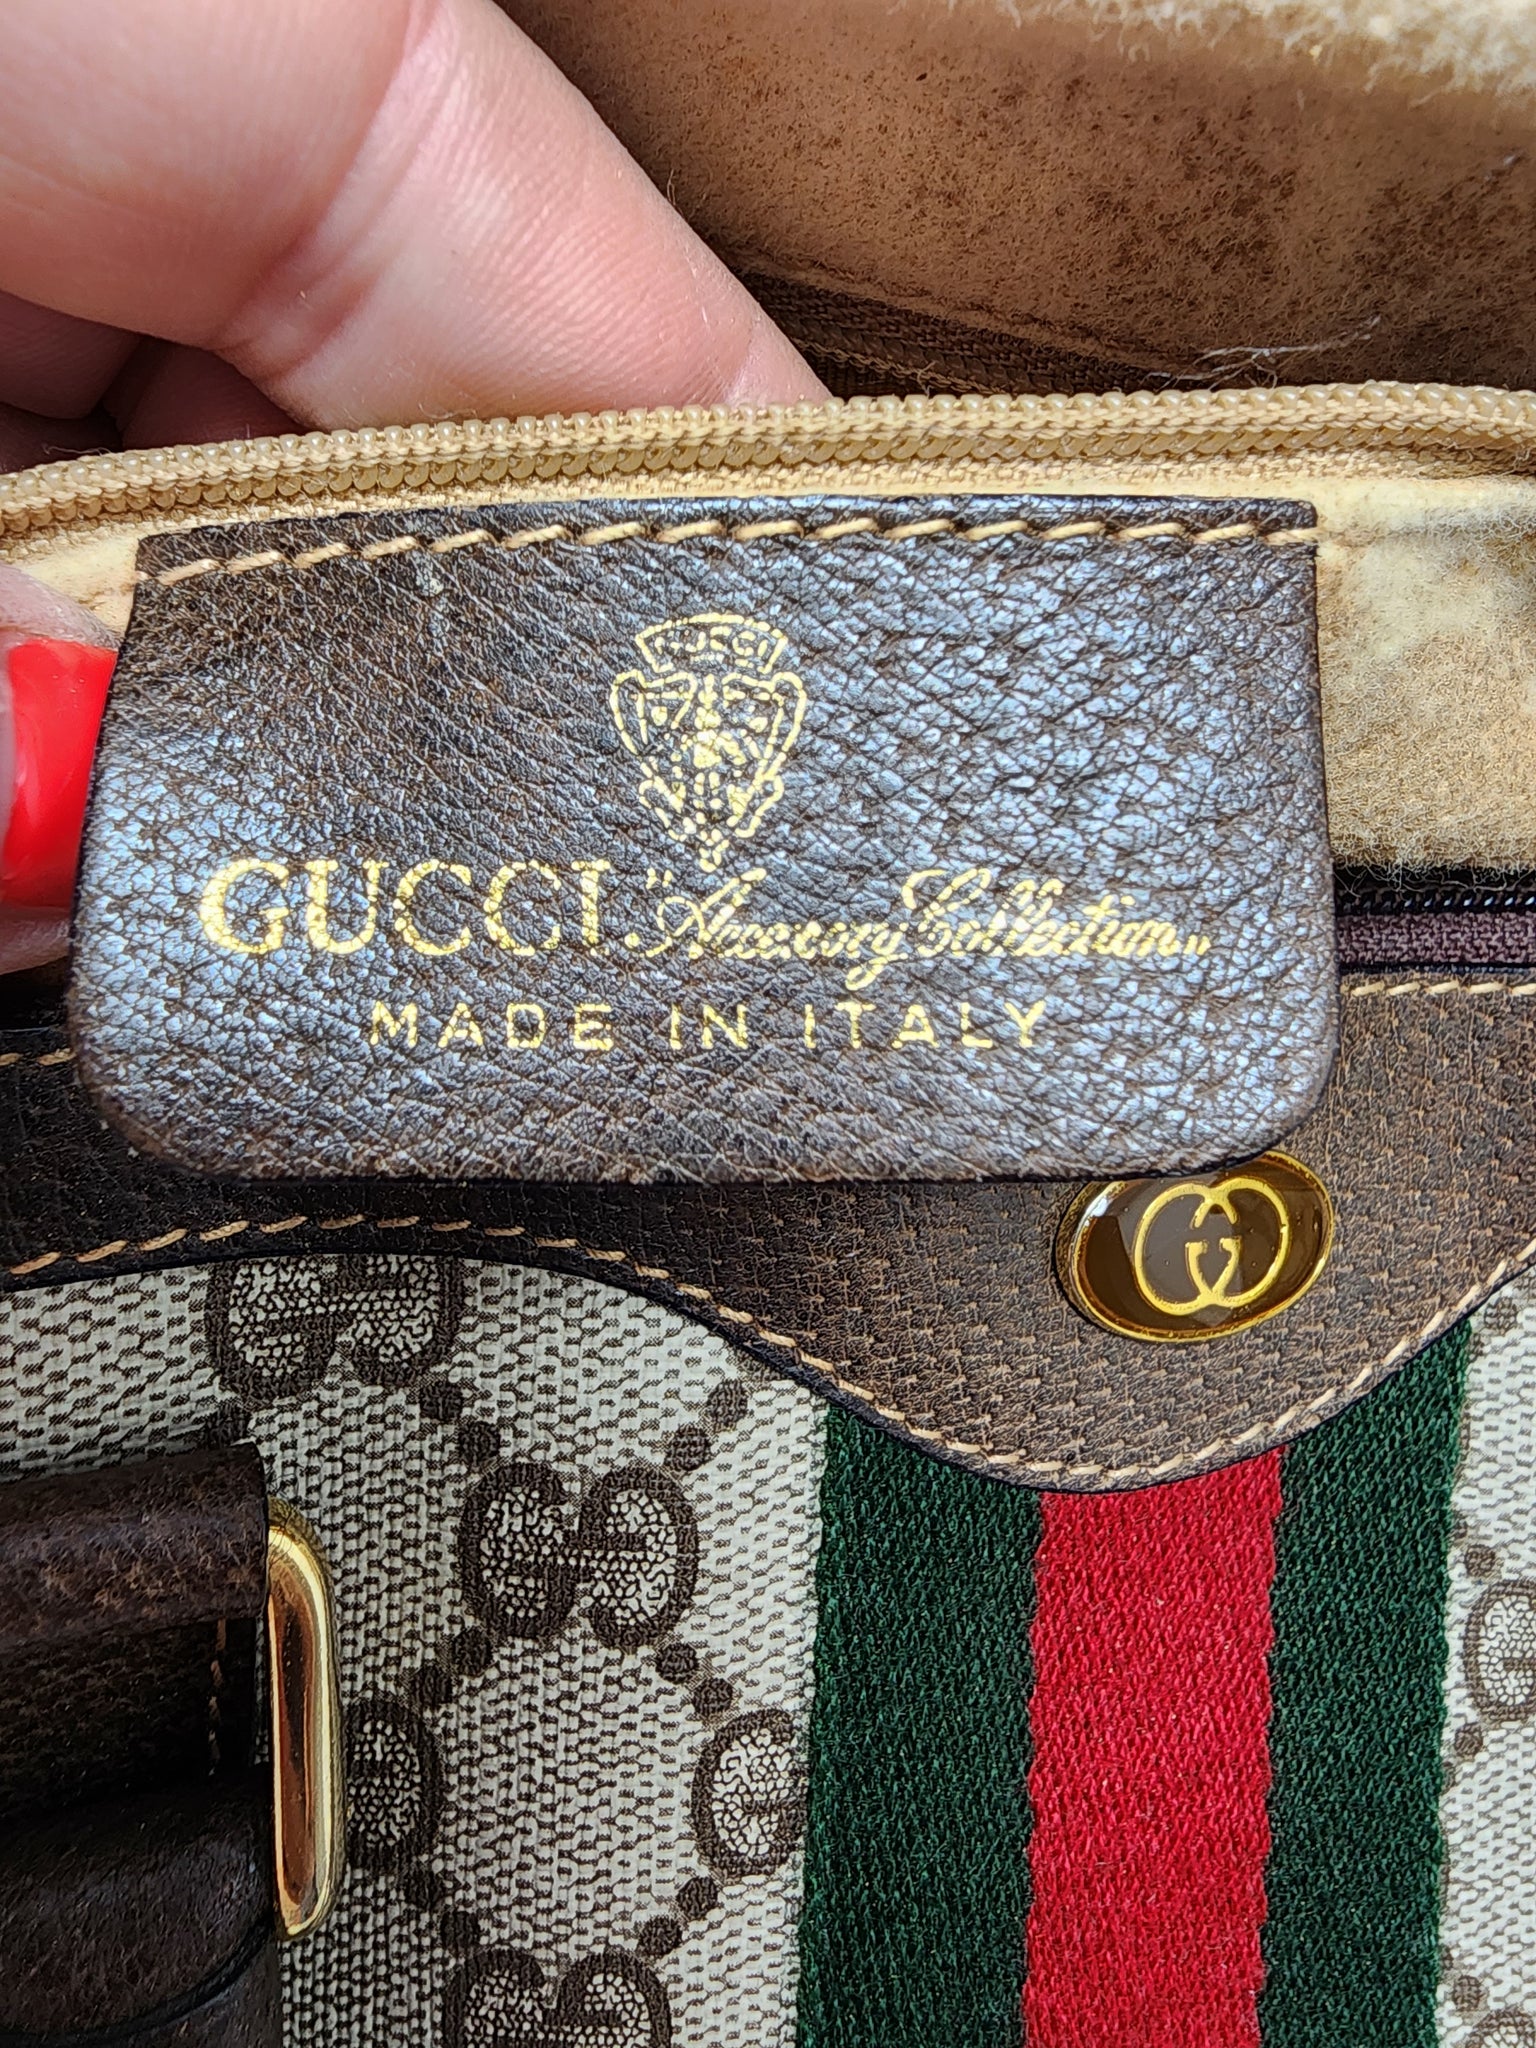 GUCCI
GUCCI "Accessory Collection"
MADE IN ITALY